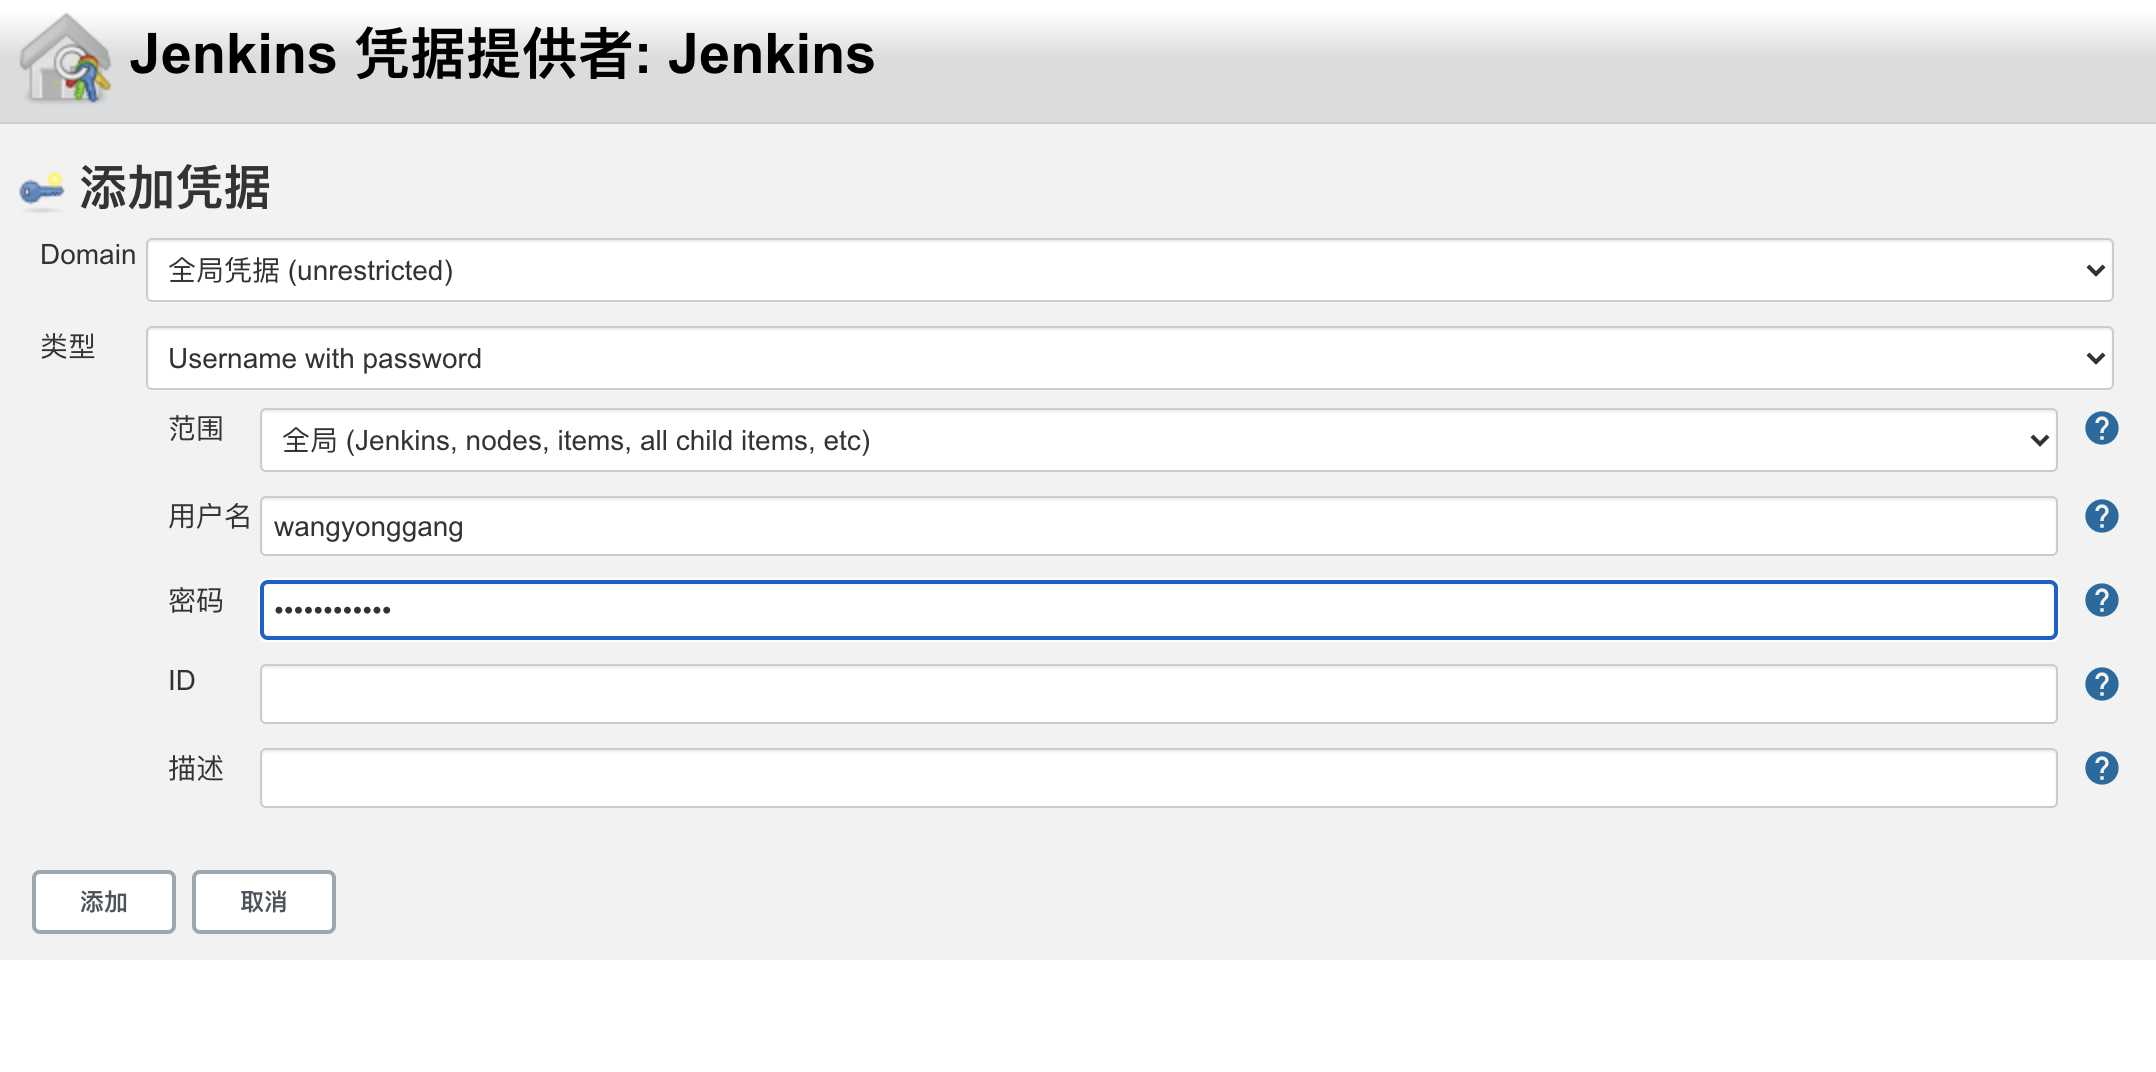 Jenkins 凭据提供者: Jenkins
添加凭据
Domain
全局凭据 (unrestricted)
类型
Username with password
范围
全局 (Jenkins, nodes, items, all child items, etc)
?
用户名
wangyonggang
?
密码
••••••••••••
?
ID
?
描述
?
添加
取消